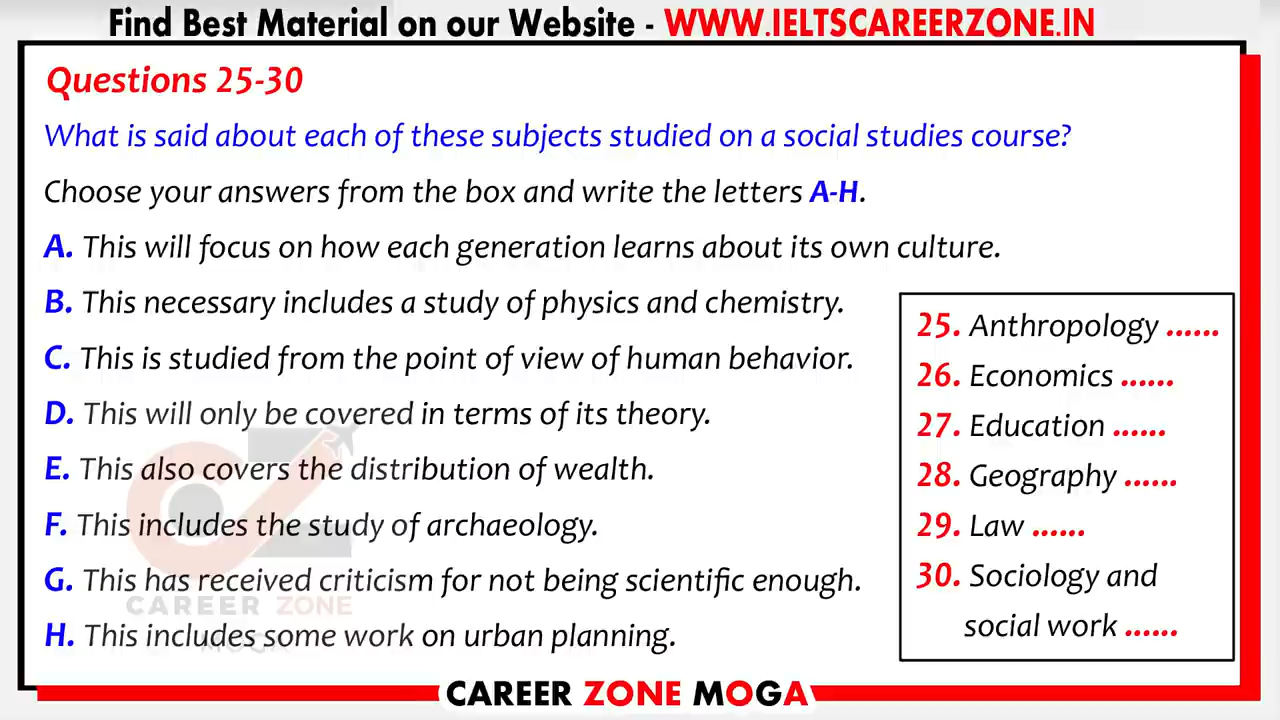 Find Best Material on our Website - WWW.IELTSCAREERZONE.IN
Questions 25-30
What is said about each of these subjects studied on a social studies course?
Choose your answers from the box and write the letters A-H.
A. This will focus on how each generation learns about its own culture.
B. This necessary includes a study of physics and chemistry.
C. This is studied from the point of view of human behavior.
D. This will only be covered in terms of its theory.
E. This also covers the distribution of wealth.
F. This includes the study of archaeology.
G. This has received criticism for not being scientific enough.
H. This includes some work on urban planning.
25. Anthropology ......
26. Economics ......
27. Education ......
28. Geography ......
29. Law ......
30. Sociology and
social work ......
CAREER ZONE
MOGA
CAREER ZONE MOGA